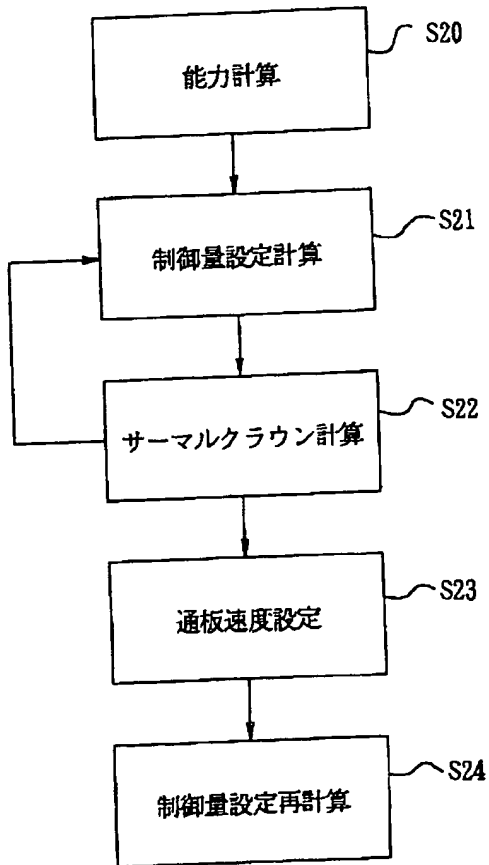 S20
能力計算
S21
制御量設定計算
S22
サーマルクラウン計算
S23
通板速度設定
S24
制御量設定再計算